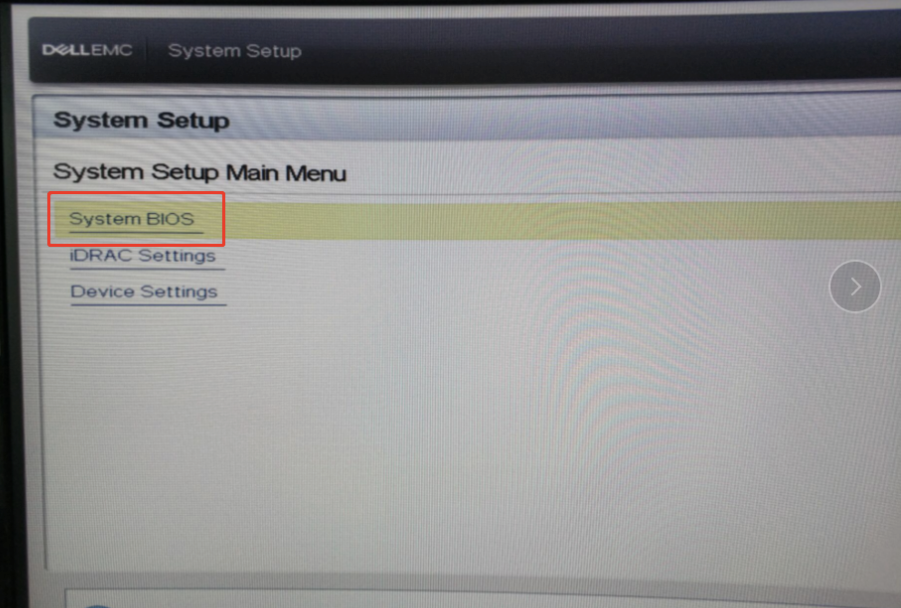 DELLEMC System Setup
System Setup
System Setup Main Menu
System BIOS
iDRAC Settings
Device Settings